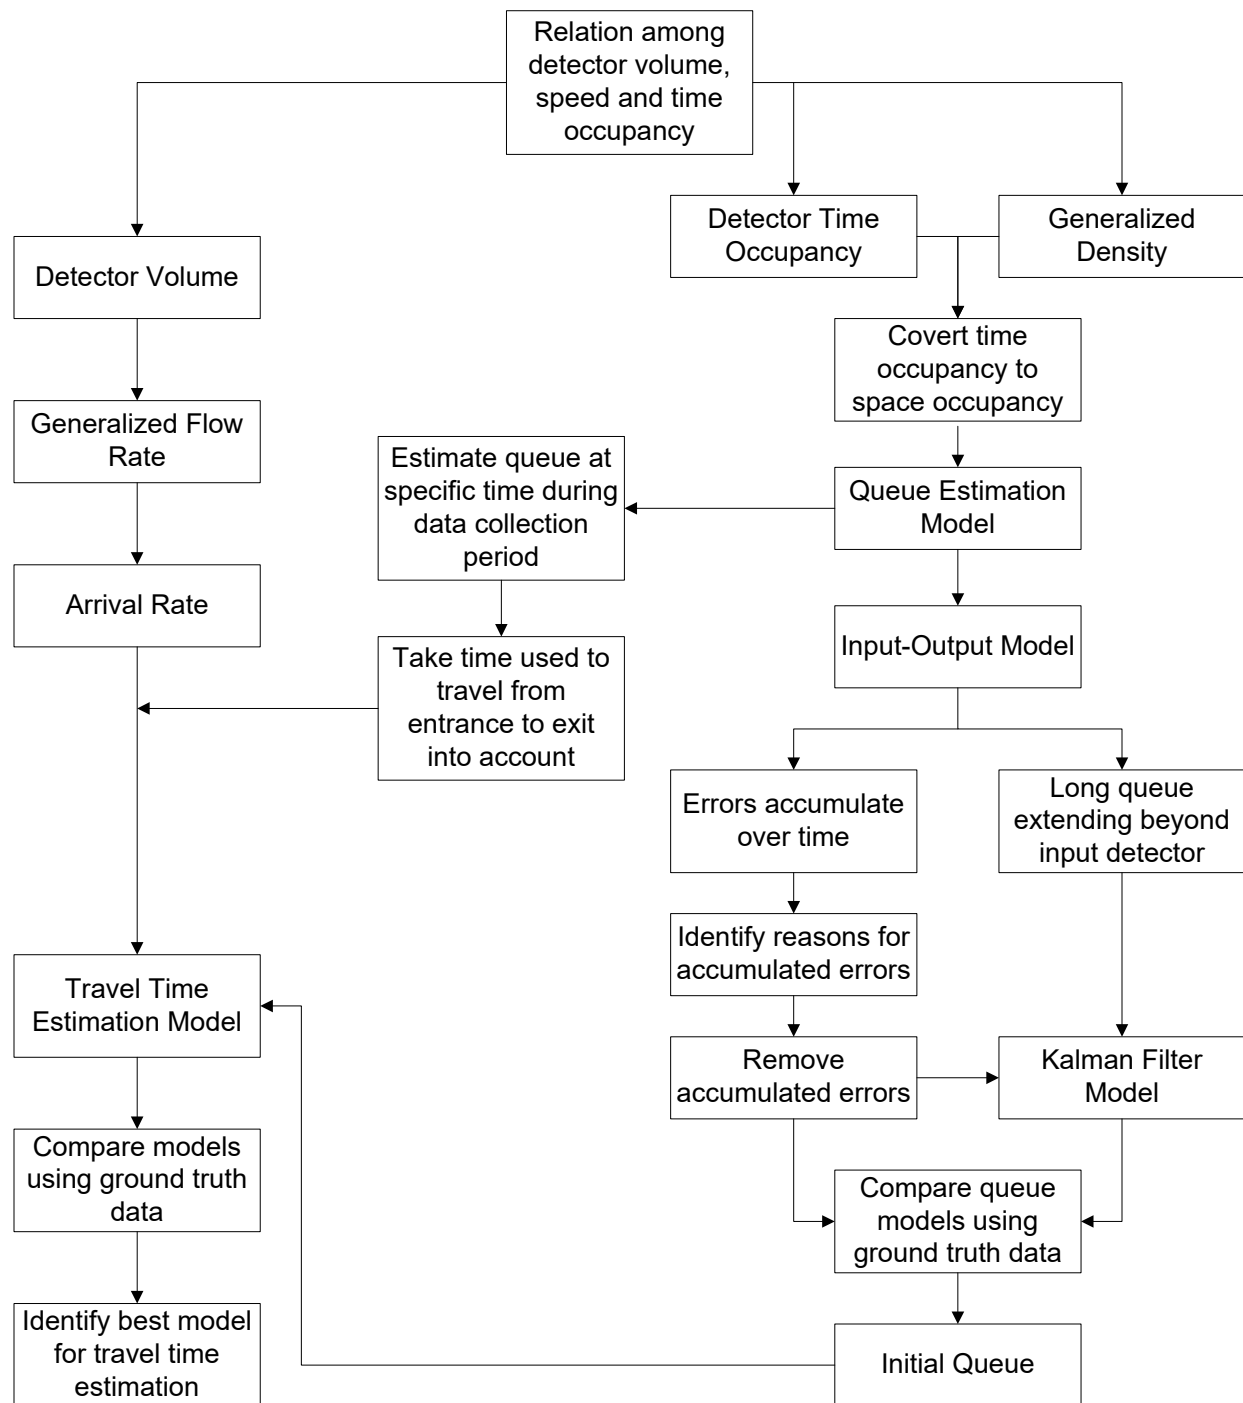 Relation among
detector volume,
speed and time
occupancy
Detector Time
Occupancy
Generalized
Density
Detector Volume
Covert time
occupancy to
space occupancy
Generalized Flow
Rate
Estimate queue at
specific time during
data collection
period
Queue Estimation
Model
Arrival Rate
Input-Output Model
Take time used to
travel from
entrance to exit
into account
Errors accumulate
over time
Long queue
extending beyond
input detector
Identify reasons for
accumulated errors
Travel Time
Estimation Model
Remove
accumulated errors
Kalman Filter
Model
Compare models
using ground truth
data
Compare queue
models using
ground truth data
Identify best model
for travel time
estimation
Initial Queue